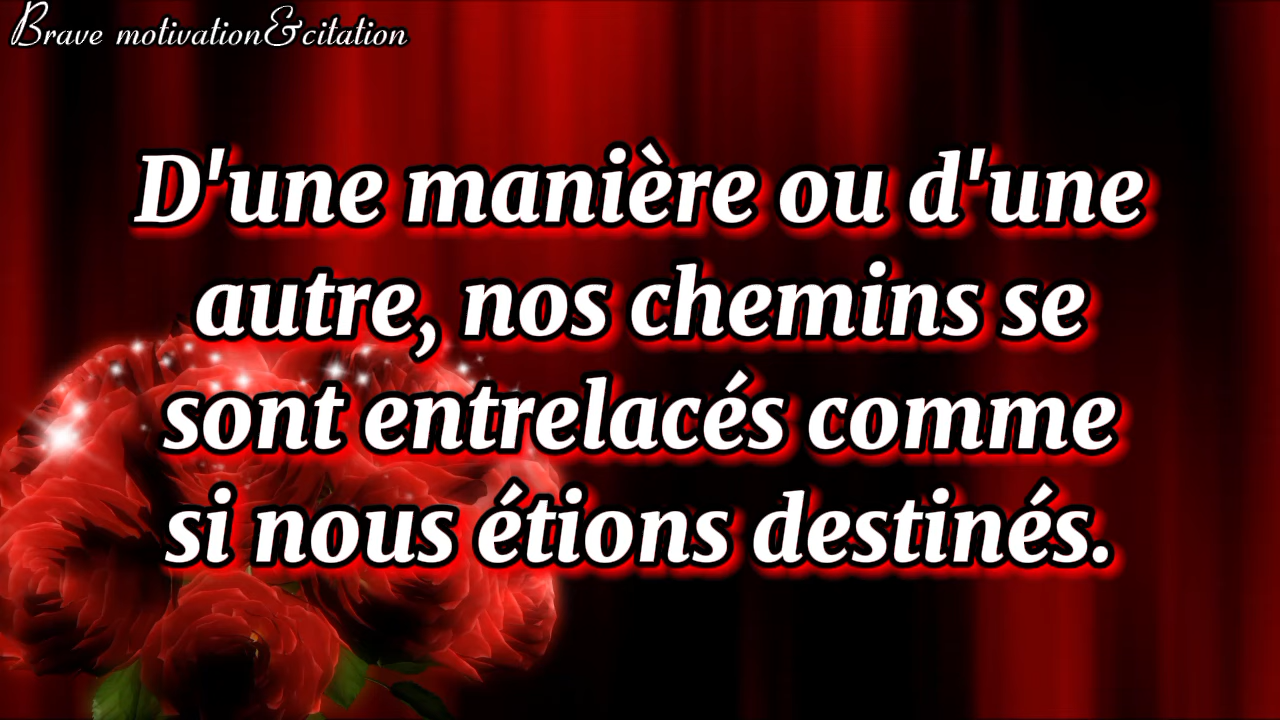 Brave motivation&citation
D'une manière ou d'une
autre, nos chemins se
sont entrelacés comme
si nous étions destinés.